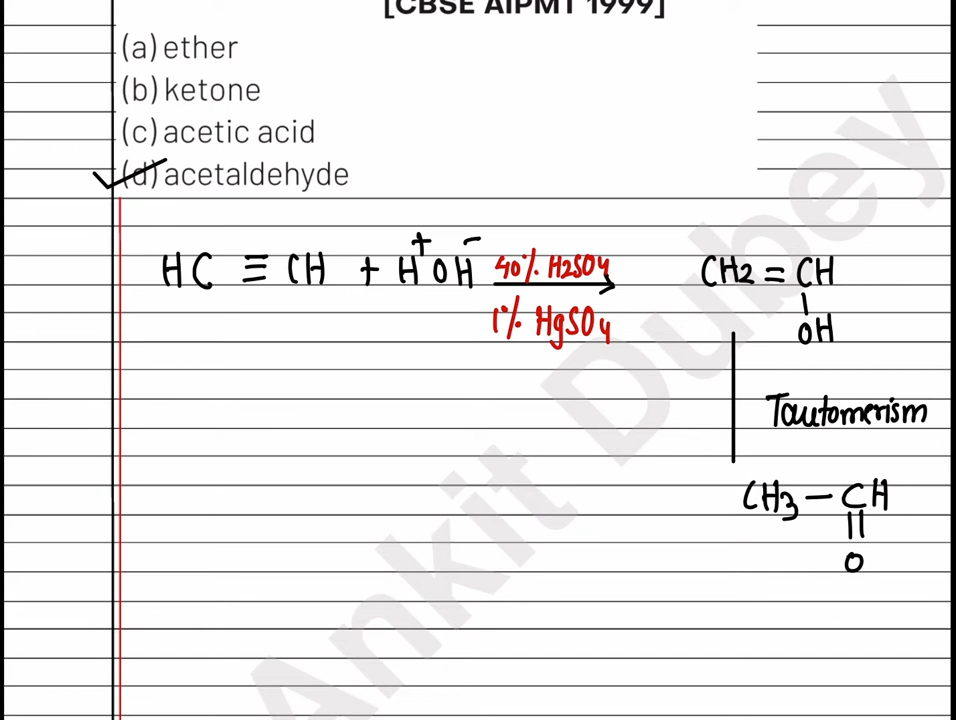 [CBSE AIPMT 1999]
(a) ether
(b) ketone
(c) acetic acid
(d) acetaldehyde
HC ≡ CH + H⁺OH⁻ 40% H2SO4 CH2 = CH
1% HgSO4
OH
Tautomerism
CH3 — CH
O
Ankit Dubey